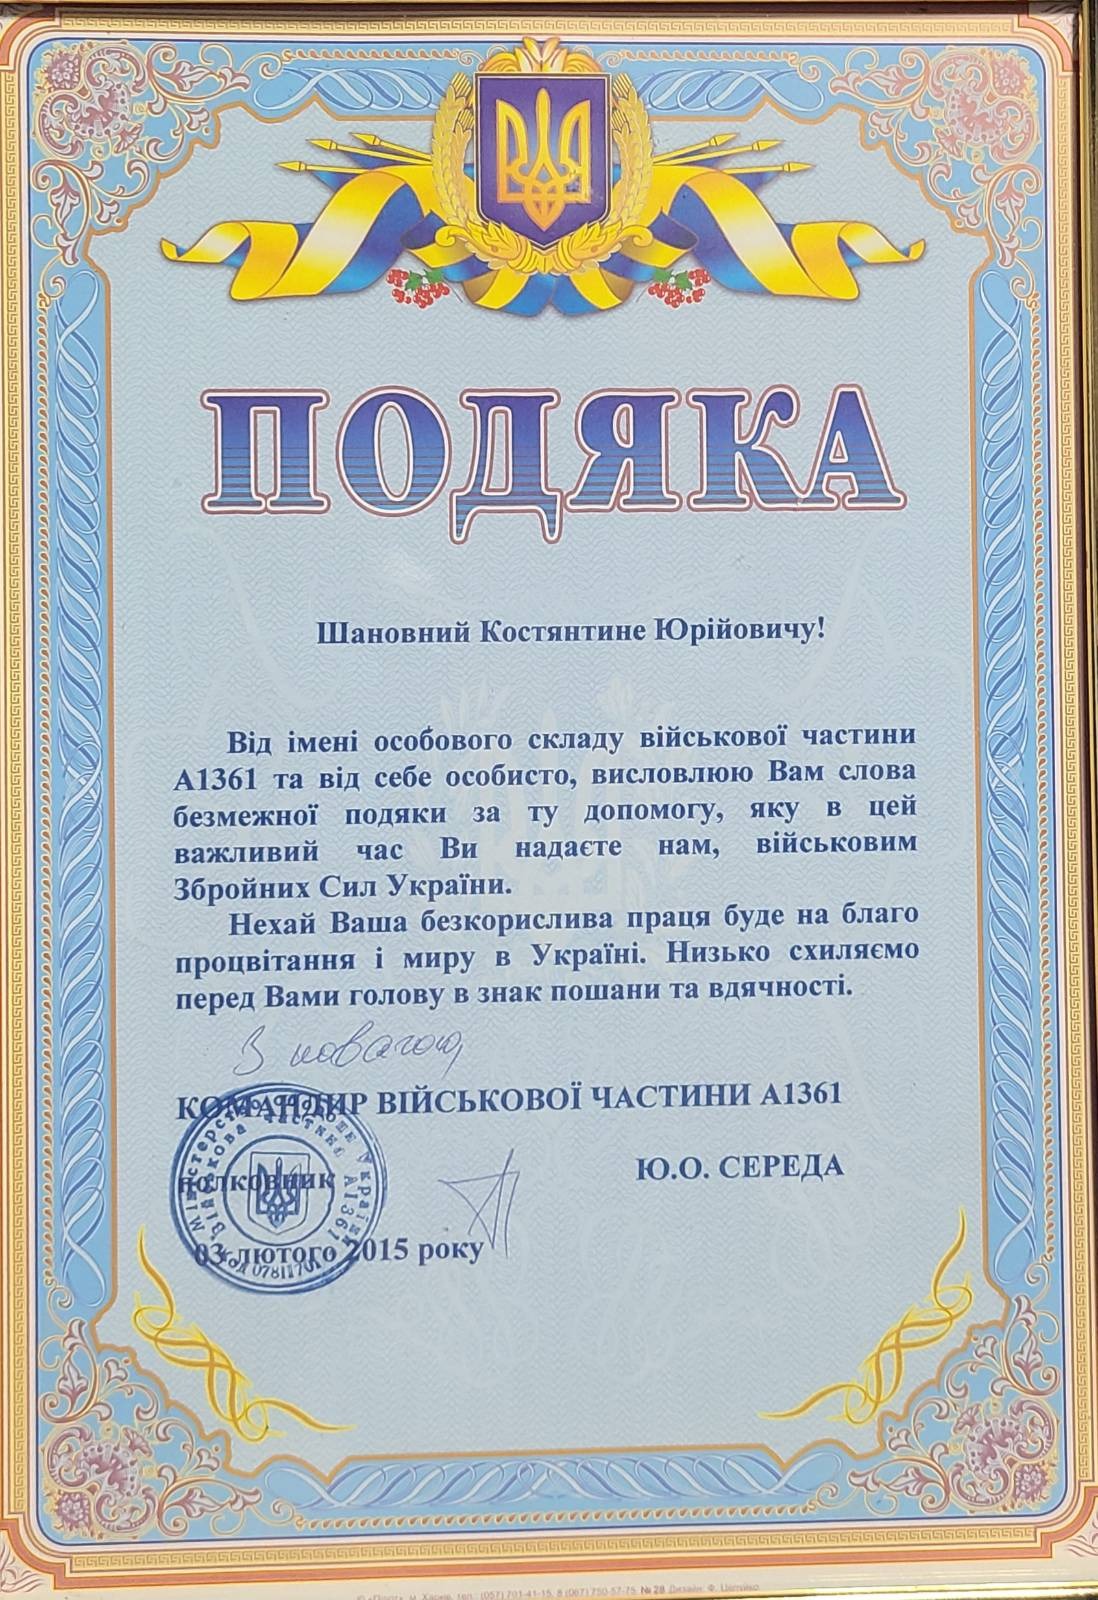 ПОДЯКА
Шановний Костянтине Юрійовичу!
Від імені особового складу військової частини
А1361 та від себе особисто, висловлюю Вам слова
безмежної подяки за ту допомогу, яку в цей
важливий час Ви надаєте нам, військовим
Збройних Сил України.
Нехай Ваша безкорислива праця буде на благо
процвітання і миру в Україні. Низько схиляємо
перед Вами голову в знак пошани та вдячності.
З повагою,
КОМАНДИР ВІЙСЬКОВОЇ ЧАСТИНИ А1361
полковник
Ю.О. СЕРЕДА
03 лютого 2015 року
Міністерство оборони України
Військова частина А1361
м. Харків, тел.: (057) 701-41-15, 8 (067) 750-57-75, № 28 Дизайн: Ф.